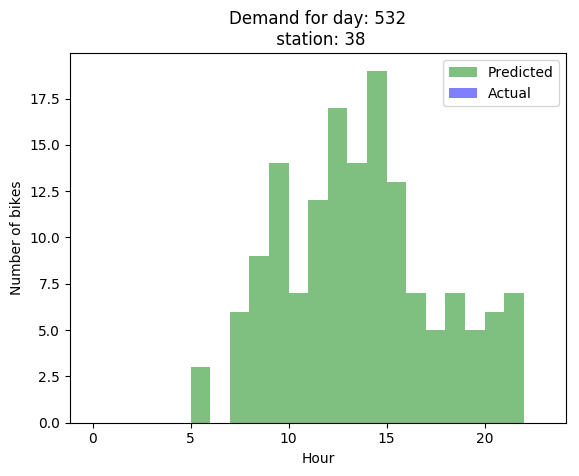 Demand for day: 532
station: 38
Predicted
Actual
17.5
15.0
12.5
10.0
7.5
5.0
2.5
0.0
Number of bikes
0 5 10 15 20
Hour